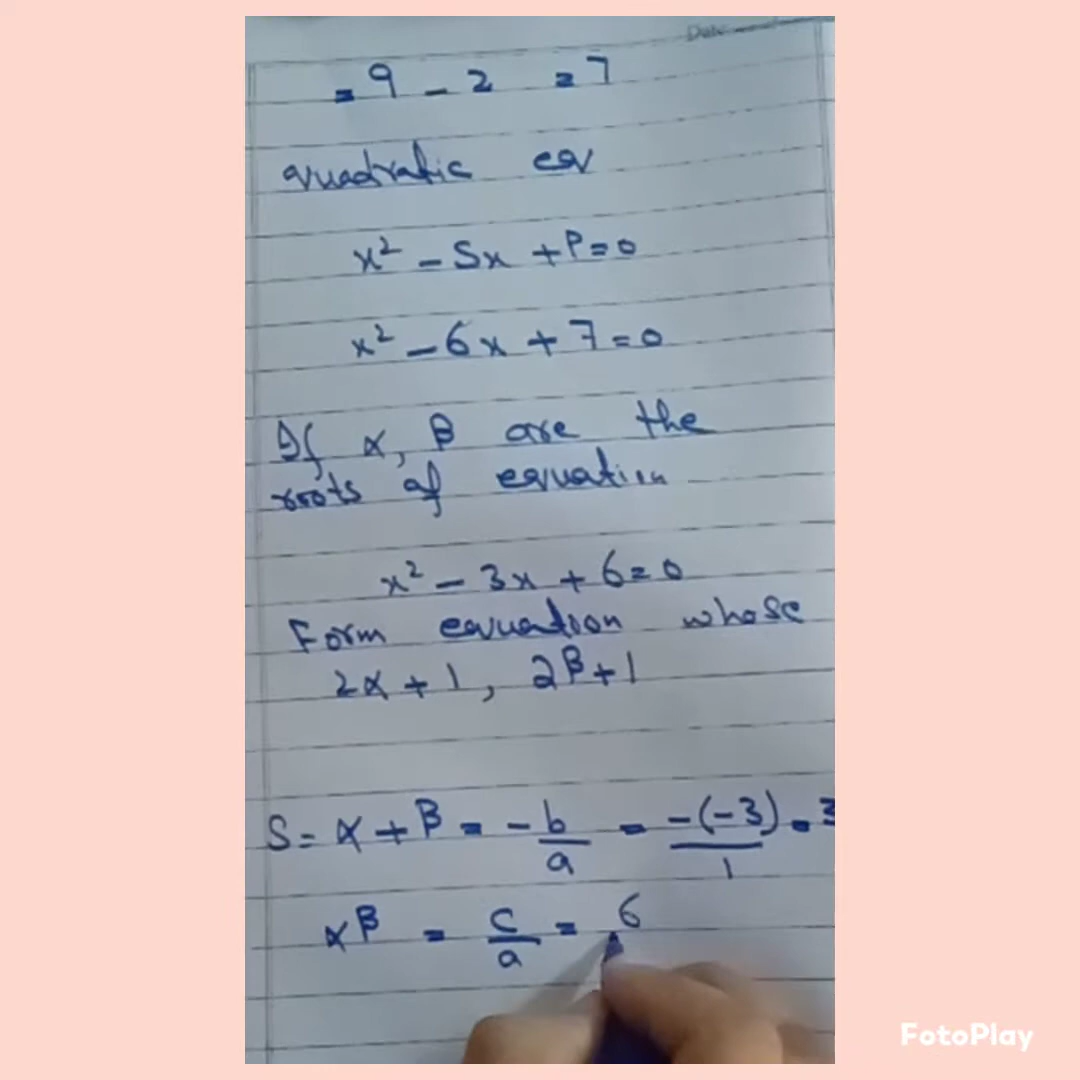 Date
= 9 - 2 = 7
quadratic eq
x² - Sx + P = 0
x² - 6x + 7 = 0
If α, β are the
roots of equation
x² - 3x + 6 = 0
Form equation whose
2α + 1, 2β + 1
S = α + β = -b/a = -(-3)/1 = 3
αβ = c/a = 6
FotoPlay